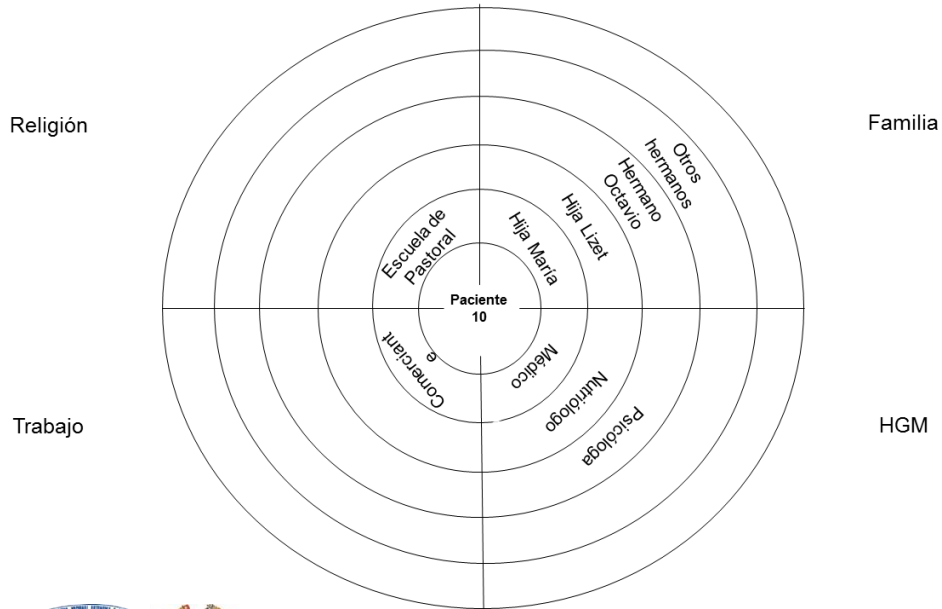 Religión
Familia
Otros
hermanos
Hermano
Octavio
Hija Lizet
Hija María
Escuela de
Pastoral
Paciente
10
Comerciant
e
Médico
Nutriólogo
Psicóloga
Trabajo
HGM